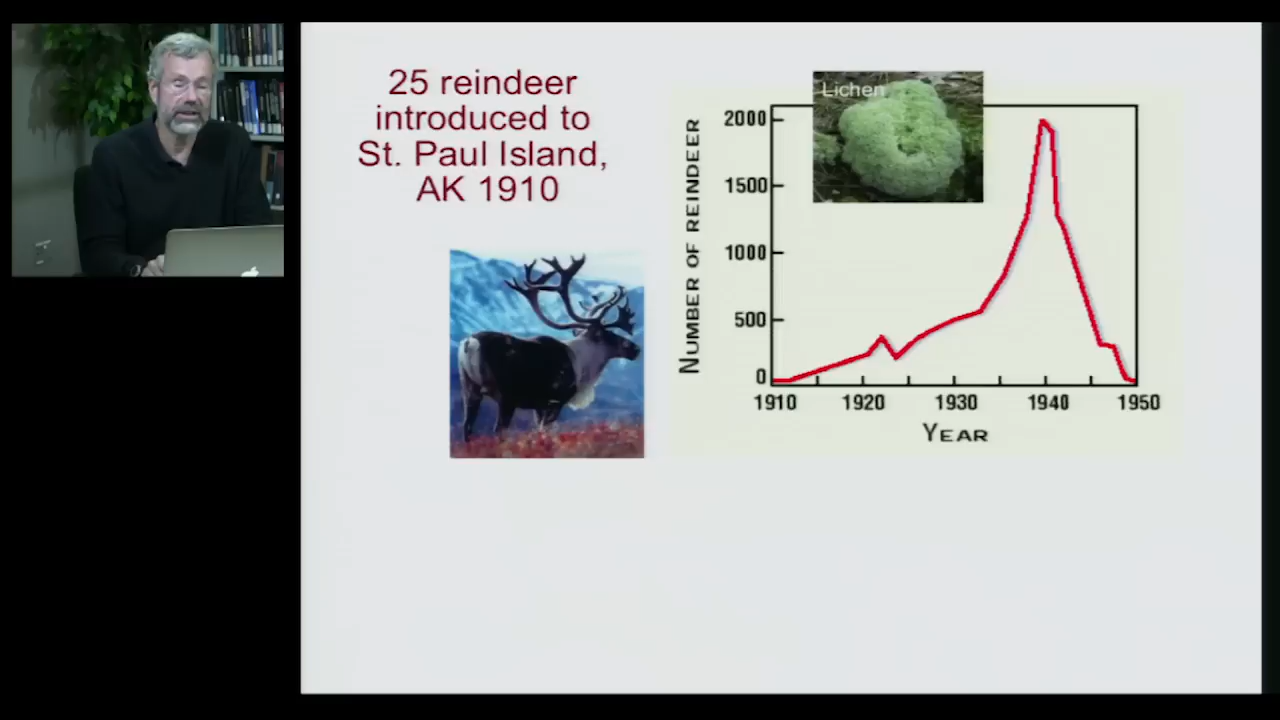 25 reindeer
introduced to
St. Paul Island,
AK 1910
Lichen
NUMBER OF REINDEER
2000
1500
1000
500
0
1910 1920 1930 1940 1950
YEAR